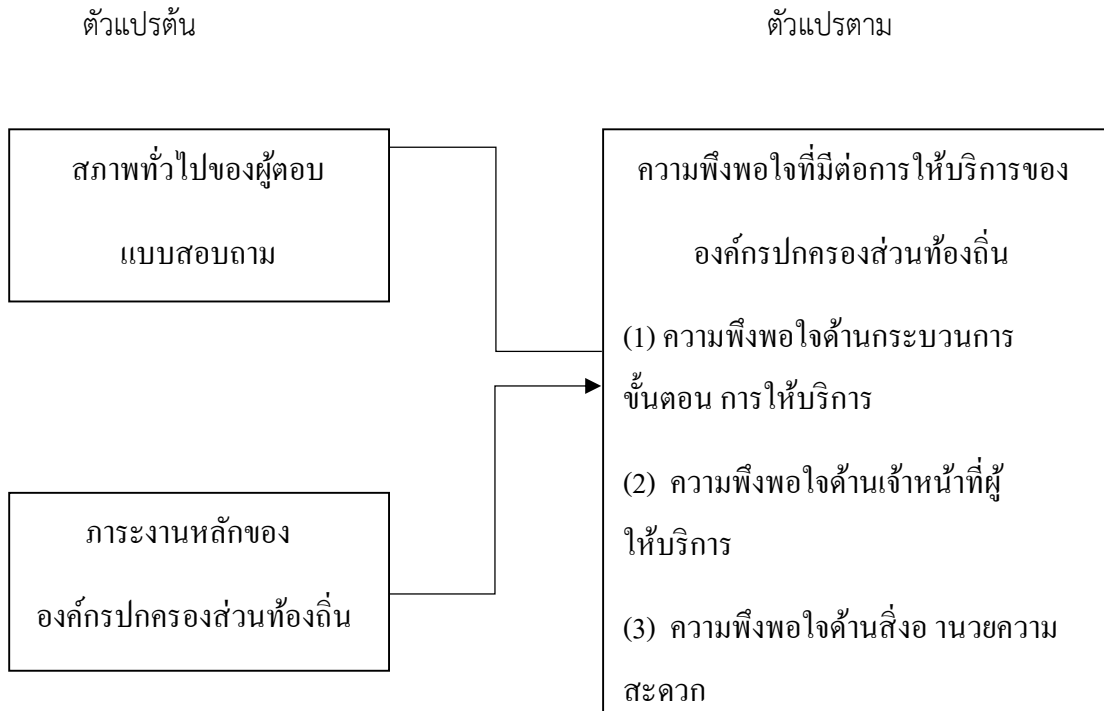 ตัวแปรต้น
ตัวแปรตาม
สภาพทั่วไปของผู้ตอบ
แบบสอบถาม
ภาระงานหลักของ
องค์กรปกครองส่วนท้องถิ่น
ความพึงพอใจที่มีต่อการให้บริการของ
องค์กรปกครองส่วนท้องถิ่น
(1) ความพึงพอใจด้านกระบวนการ
ขั้นตอน การให้บริการ
(2) ความพึงพอใจด้านเจ้าหน้าที่ผู้
ให้บริการ
(3) ความพึงพอใจด้านสิ่งอ านวยความ
สะดวก